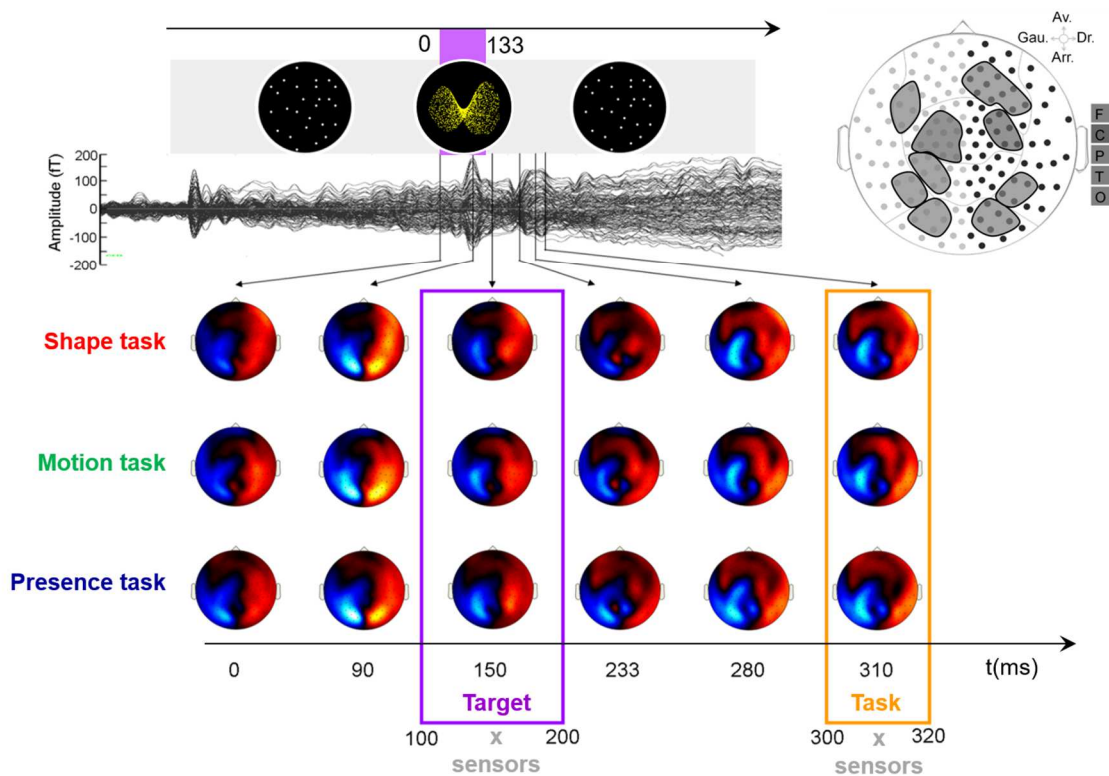 0 133
Av.
Gau. Dr.
Arr.
F
C
P
T
O
Amplitude (fT)
200
100
0
-100
-200
Shape task
Motion task
Presence task
0 90 150 233 280 310 t(ms)
Target Task
100 x 200 300 x 320
sensors sensors